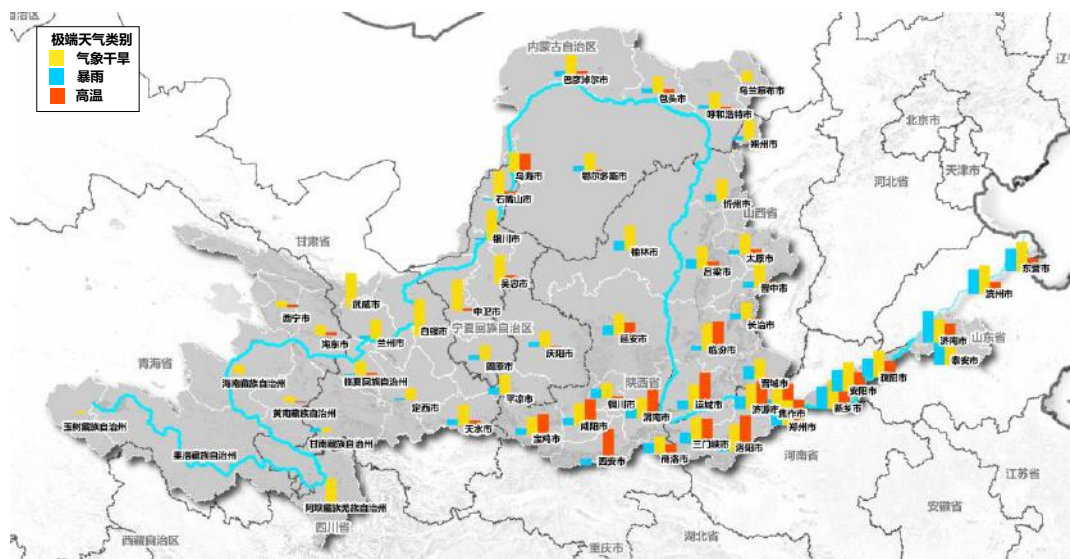 极端天气类别
气象干旱
暴雨
高温
内蒙古自治区
巴彦淖尔市
包头市
乌兰察布市
呼和浩特市
朔州市
北京市
天津市
河北省
乌海市
鄂尔多斯市
石嘴山市
忻州市
山西省
银川市
甘肃省
榆林市
太原市
吕梁市
晋中市
东营市
滨州市
吴忠市
武威市
中卫市
西宁市
白银市
宁夏回族自治区
长治市
海东市
兰州市
延安市
临汾市
济南市
山东省
庆阳市
泰安市
青海省
固原市
海南藏族自治州
临夏回族自治州
陕西省
晋城市
安阳市
濮阳市
平凉市
定西市
铜川市
运城市
济源市
焦作市
新乡市
黄南藏族自治州
渭南市
郑州市
玉树藏族自治州
天水市
咸阳市
甘南藏族自治州
宝鸡市
三门峡市
洛阳市
果洛藏族自治州
西安市
商洛市
河南省
江苏省
阿坝藏族羌族自治州
四川省
安徽省
湖北省
西藏自治区
重庆市